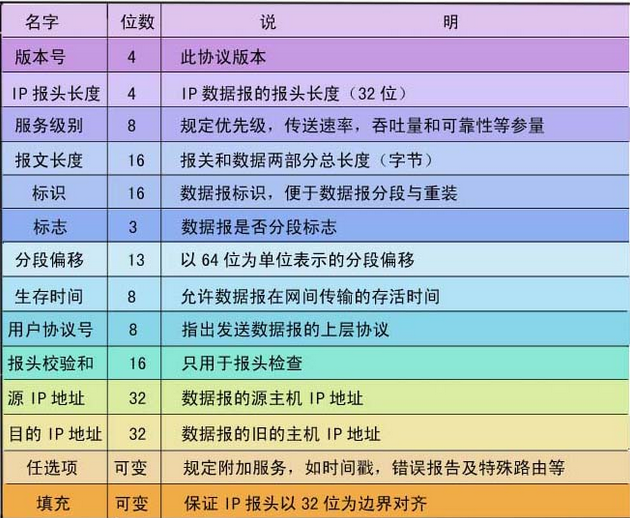 名字 位数 说 明
版本号 4 此协议版本
IP 报头长度 4 IP 数据报的报头长度（32 位）
服务级别 8 规定优先级，传送速率，吞吐量和可靠性等参量
报文长度 16 报关和数据两部分总长度（字节）
标识 16 数据报标识，便于数据报分段与重装
标志 3 数据报是否分段标志
分段偏移 13 以 64 位为单位表示的分段偏移
生存时间 8 允许数据报在网间传输的存活时间
用户协议号 8 指出发送数据报的上层协议
报头校验和 16 只用于报头检查
源 IP 地址 32 数据报的源主机 IP 地址
目的 IP 地址 32 数据报的旧的主机 IP 地址
任选项 可变 规定附加服务，如时间戳，错误报告及特殊路由等
填充 可变 保证 IP 报头以 32 位为边界对齐